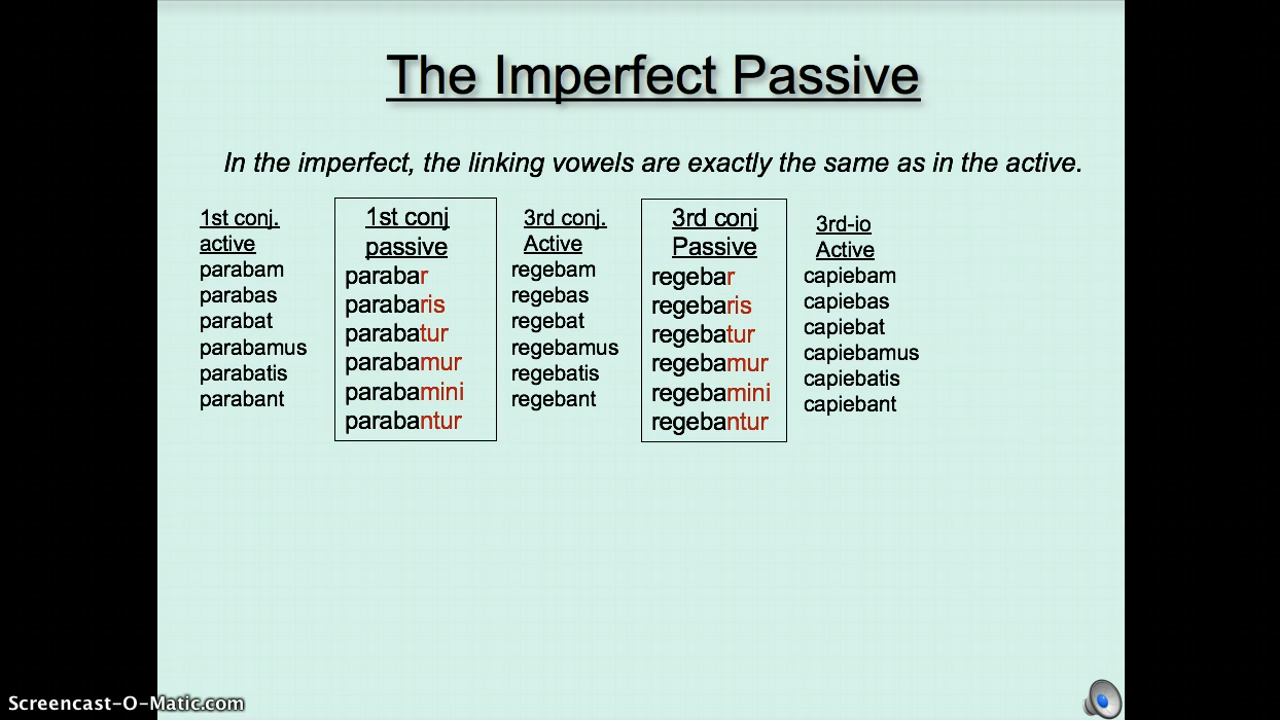 The Imperfect Passive
In the imperfect, the linking vowels are exactly the same as in the active.
1st conj.
active
parabam
parabas
parabat
parabamus
parabatis
parabant
1st conj
passive
parabar
parabaris
parabatur
parabamur
parabamini
parabantur
3rd conj.
Active
regebam
regebas
regebat
regebamus
regebatis
regebant
3rd conj
Passive
regebar
regebaris
regebatur
regebamur
regebamini
regebantur
3rd-io
Active
capiebam
capiebas
capiebat
capiebamus
capiebatis
capiebant
Screencast-O-Matic.com